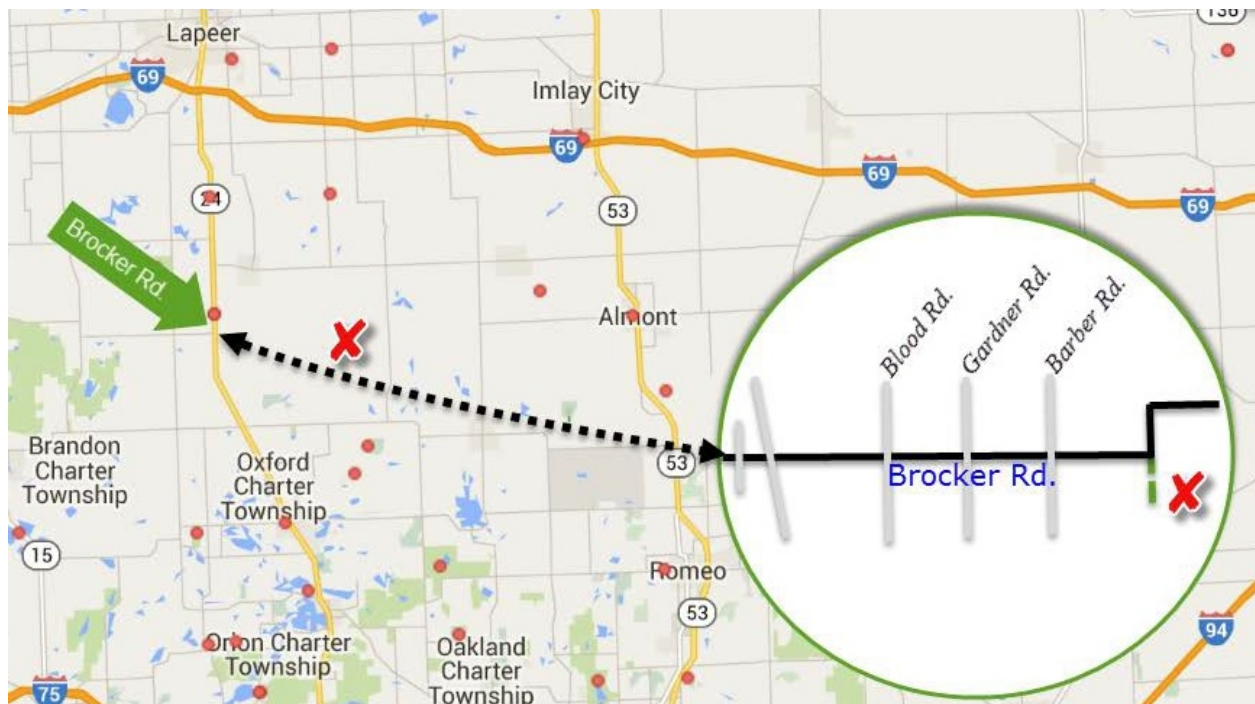 136
Lapeer
69
Imlay City
69
69
69
24
53
Brocker Rd.
Almont
Blood Rd.
Gardner Rd.
Barber Rd.
Brandon
Charter
Township
Oxford
Charter
Township
53
Brocker Rd.
15
Romeo
53
94
Orion Charter
Township
Oakland
Charter
Township
75